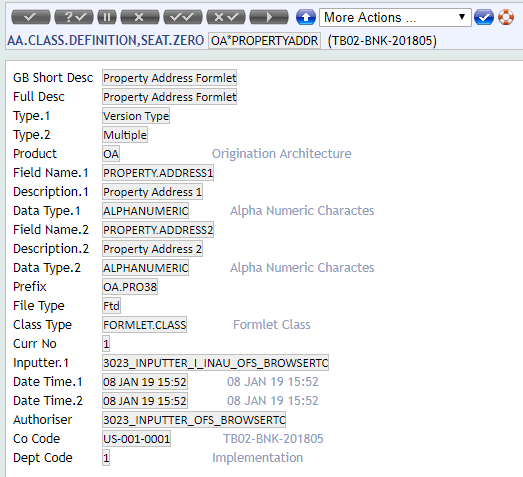 More Actions ...
AA.CLASS.DEFINITION,SEAT.ZERO OA*PROPERTYADDR (TB02-BNK-201805)
GB Short Desc Property Address Formlet
Full Desc Property Address Formlet
Type.1 Version Type
Type.2 Multiple
Product OA Origination Architecture
Field Name.1 PROPERTY.ADDRESS1
Description.1 Property Address 1
Data Type.1 ALPHANUMERIC Alpha Numeric Charactes
Field Name.2 PROPERTY.ADDRESS2
Description.2 Property Address 2
Data Type.2 ALPHANUMERIC Alpha Numeric Charactes
Prefix OA.PRO38
File Type Ftd
Class Type FORMLET.CLASS Formlet Class
Curr No 1
Inputter.1 3023_INPUTTER_I_INAU_OFS_BROWSERTC
Date Time.1 08 JAN 19 15:52 08 JAN 19 15:52
Date Time.2 08 JAN 19 15:52 08 JAN 19 15:52
Authoriser 3023_INPUTTER_OFS_BROWSERTC
Co Code US-001-0001 TB02-BNK-201805
Dept Code 1 Implementation